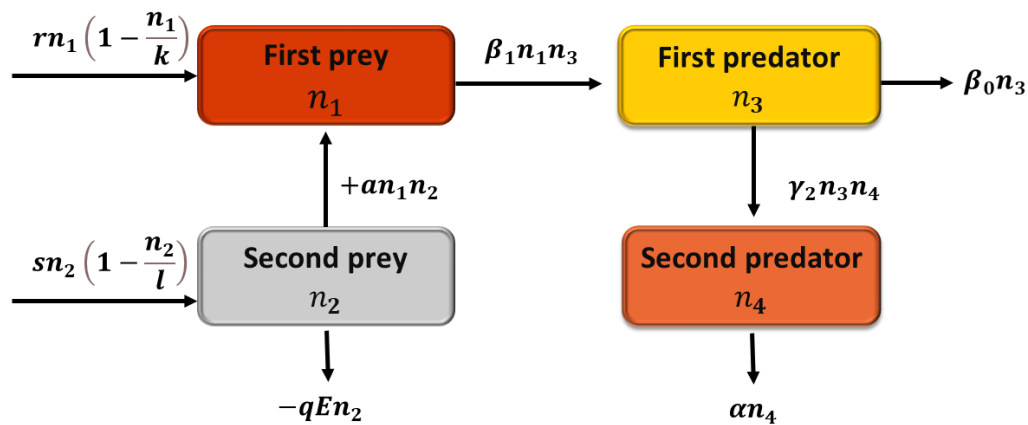 rn₁(1 − n₁/k)
First prey
n₁
β₁n₁n₃
First predator
n₃
β₀n₃
+an₁n₂
γ₂n₃n₄
sn₂(1 − n₂/l)
Second prey
n₂
Second predator
n₄
−qEn₂
αn₄